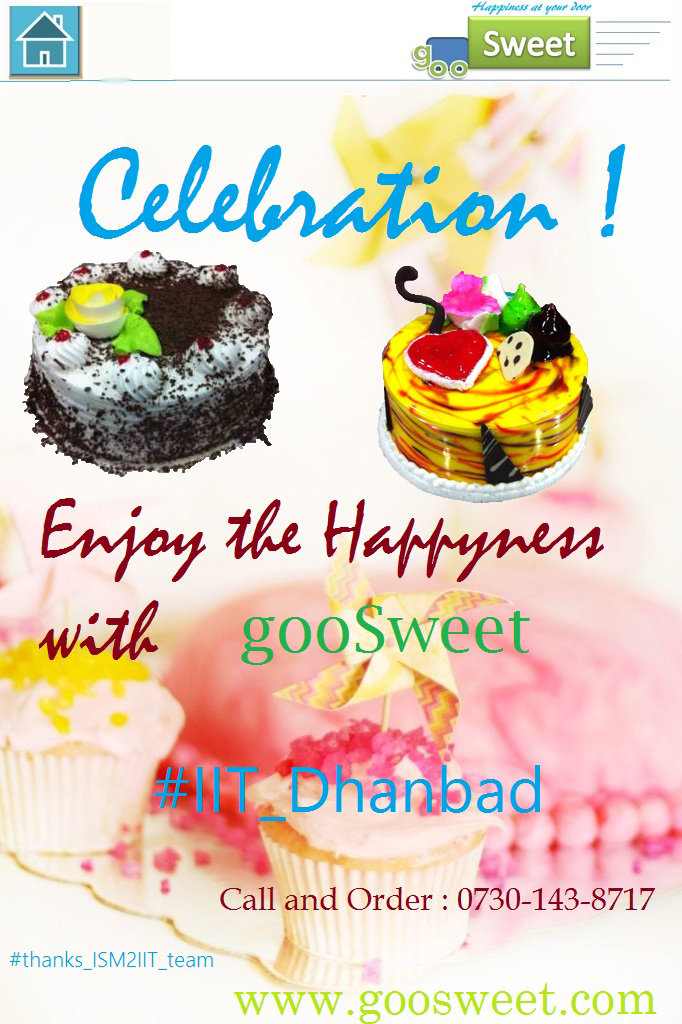 Happiness at your door
goo Sweet
Celebration !
Enjoy the Happyness
with gooSweet
#IIT_Dhanbad
Call and Order : 0730-143-8717
#thanks_ISM2IIT_team
www.goosweet.com